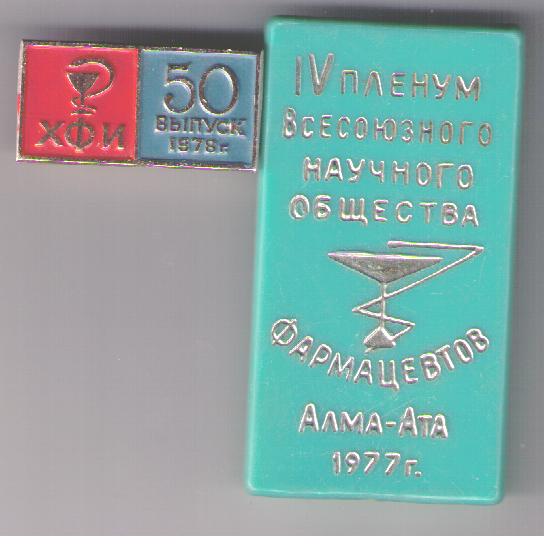 ХФИ
50
ВЫПУСК
1978г.
IV ПЛЕНУМ
ВСЕСОЮЗНОГО
НАУЧНОГО
ОБЩЕСТВА
ФАРМАЦЕВТОВ
АЛМА-АТА
1977г.